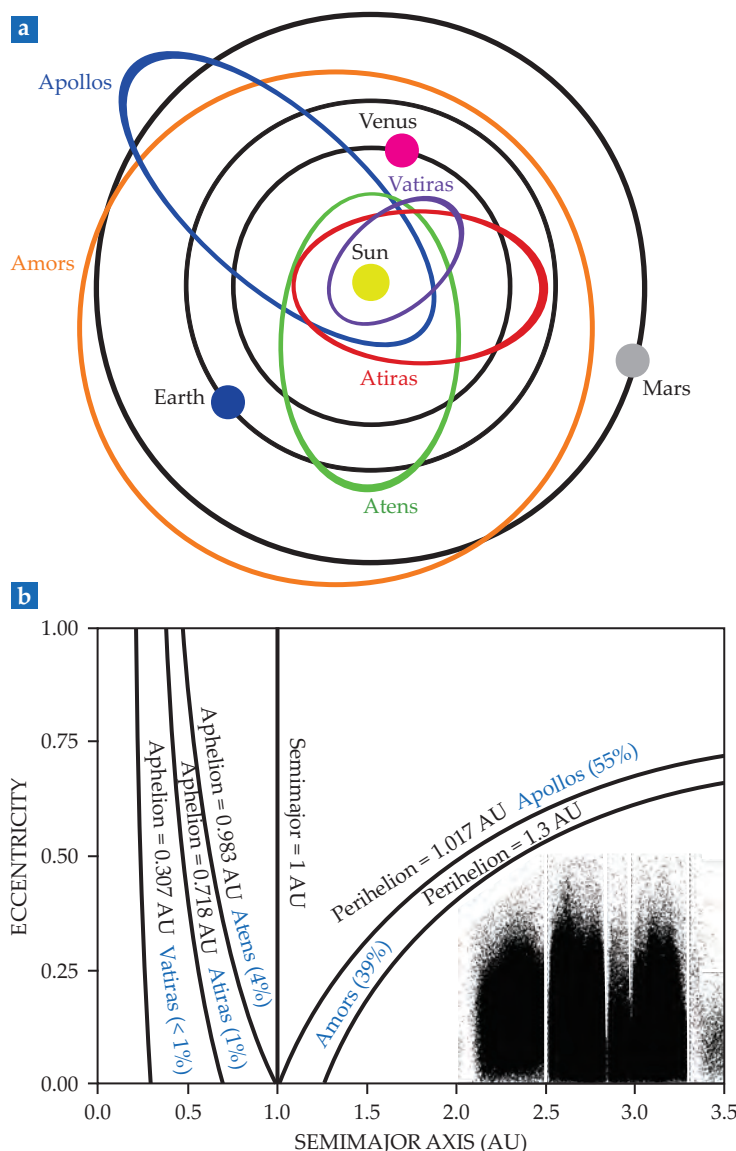 a
Apollos
Venus
Vatiras
Amors
Sun
Atiras
Earth
Mars
Atens
b
1.00
0.75
0.50
0.25
0.00
ECCENTRICITY
Aphelion = 0.307 AU
Vatiras (< 1%)
Aphelion = 0.718 AU
Atiras (1%)
Aphelion = 0.983 AU
Atens (4%)
Semimajor = 1 AU
Perihelion = 1.017 AU
Apollos (55%)
Perihelion = 1.3 AU
Amors (39%)
0.0 0.5 1.0 1.5 2.0 2.5 3.0 3.5
SEMIMAJOR AXIS (AU)